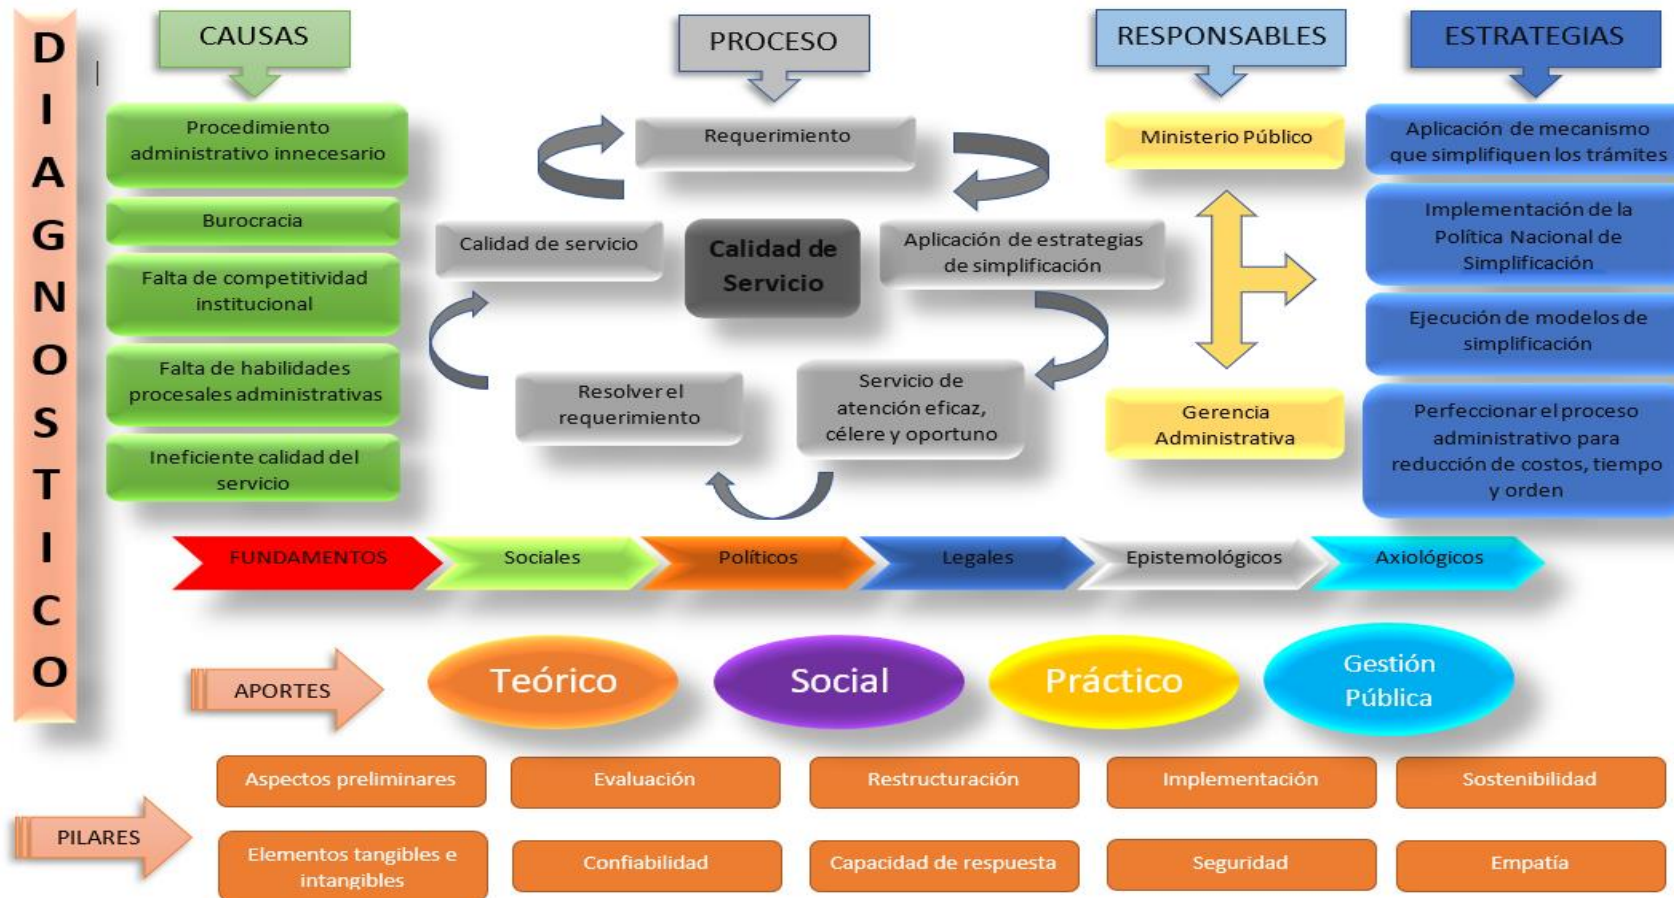 DIAGNOSTICO
CAUSAS
Procedimiento
administrativo innecesario
Burocracia
Falta de competitividad
institucional
Falta de habilidades
procesales administrativas
Ineficiente calidad del
servicio
PROCESO
Requerimiento
Calidad de servicio
Calidad de
Servicio
Aplicación de estrategias
de simplificación
Resolver el
requerimiento
Servicio de
atención eficaz,
célere y oportuno
RESPONSABLES
Ministerio Público
Gerencia
Administrativa
ESTRATEGIAS
Aplicación de mecanismo
que simplifiquen los trámites
Implementación de la
Política Nacional de
Simplificación
Ejecución de modelos de
simplificación
Perfeccionar el proceso
administrativo para
reducción de costos, tiempo
y orden
FUNDAMENTOS
Sociales
Políticos
Legales
Epistemológicos
Axiológicos
APORTES
Teórico
Social
Práctico
Gestión
Pública
PILARES
Aspectos preliminares
Evaluación
Restructuración
Implementación
Sostenibilidad
Elementos tangibles e
intangibles
Confiabilidad
Capacidad de respuesta
Seguridad
Empatía